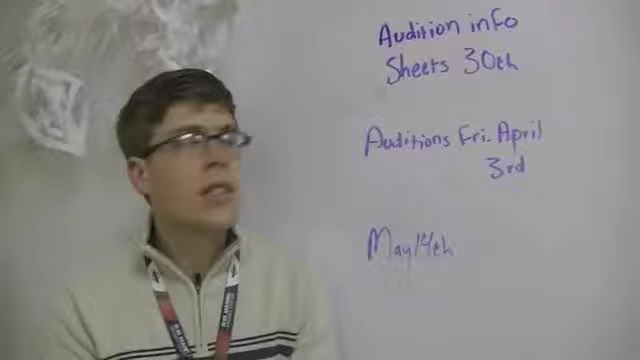 Audition info
Sheets 30th
Auditions Fri. April
3rd
May 14th